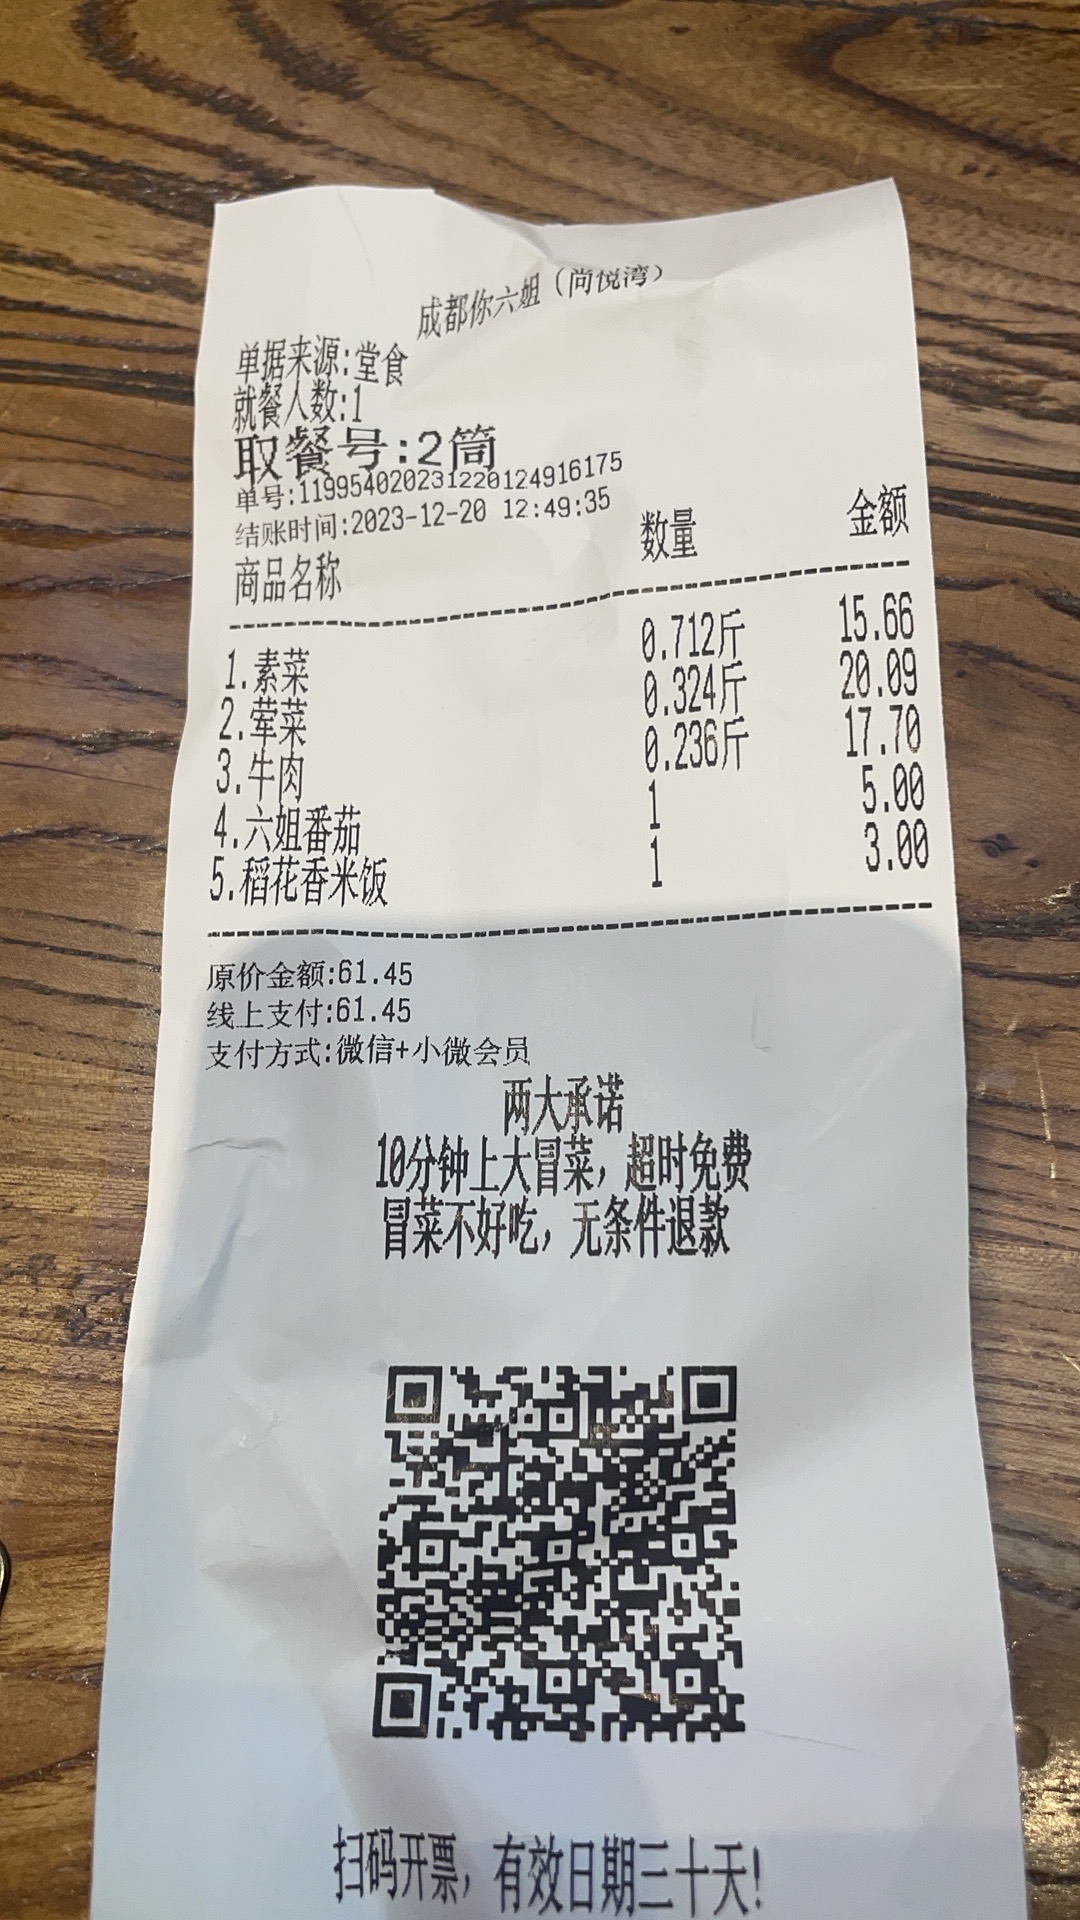 成都你六姐（尚悦湾）
单据来源:堂食
就餐人数:1
取餐号:2筒
单号:119954020231220124916175
结账时间:2023-12-20 12:49:35
商品名称 数量 金额
1.素菜 0.712斤 15.66
2.荤菜 0.324斤 20.09
3.牛肉 0.236斤 17.70
4.六姐番茄 1 5.00
5.稻花香米饭 1 3.00
原价金额:61.45
线上支付:61.45
支付方式:微信+小微会员
两大承诺
10分钟上大冒菜，超时免费
冒菜不好吃，无条件退款
扫码开票，有效日期三十天!